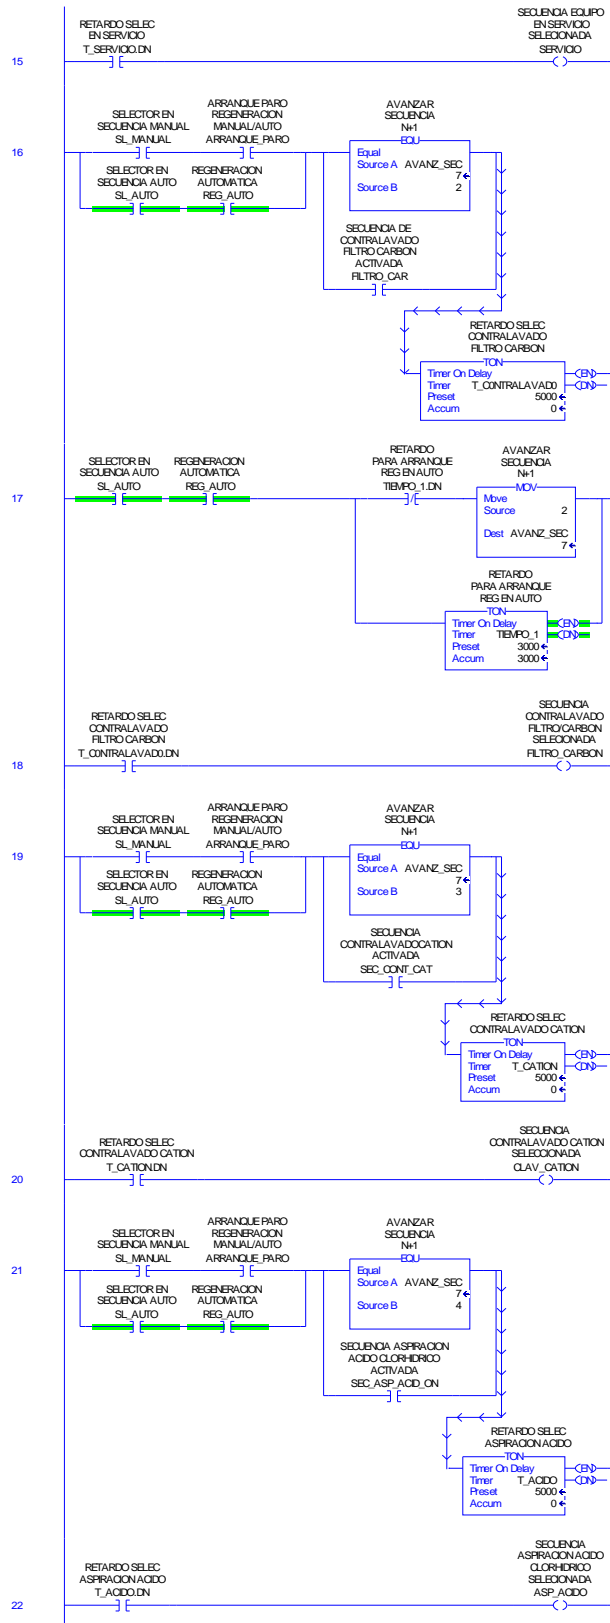 RETARDO SELEC
EN SERVICIO
T_SERVICIO.DN
SECUENCIA EQUIPO
EN SERVICIO
SELECIONADA
SERVICIO
15
SELECTOR EN
SECUENCIA MANUAL
SL_MANUAL
ARRANQUE PARO
REGENERACION
MANUAL/AUTO
ARRANQUE_PARO
AVANZAR
SECUENCIA
N+1
EQU
Equal
Source A AVANZ_SEC
7
Source B 2
16
SELECTOR EN
SECUENCIA AUTO
SL_AUTO
REGENERACION
AUTOMATICA
REG_AUTO
SECUENCIA DE
CONTRALAVADO
FILTRO CARBON
ACTIVADA
FILTRO_CAR
RETARDO SELEC
CONTRALAVADO
FILTRO CARBON
TON
Timer On Delay
Timer T_C0NTRALAVAD0
Preset 5000
Accum 0
EN
DN
SELECTOR EN
SECUENCIA AUTO
SL_AUTO
REGENERACION
AUTOMATICA
REG_AUTO
RETARDO
PARA ARRANQUE
REG EN AUTO
TIEMPO_1.DN
AVANZAR
SECUENCIA
N+1
MOV
Move
Source 2
Dest AVANZ_SEC
7
17
RETARDO
PARA ARRANQUE
REG EN AUTO
TON
Timer On Delay
Timer TIEMPO_1
Preset 3000
Accum 3000
EN
DN
RETARDO SELEC
CONTRALAVADO
FILTRO CARBON
T_C0NTRALAVAD0.DN
SECUENCIA
CONTRALAVADO
FILTRO/CARBON
SELECIONADA
FILTRO_CARBON
18
SELECTOR EN
SECUENCIA MANUAL
SL_MANUAL
ARRANQUE PARO
REGENERACION
MANUAL/AUTO
ARRANQUE_PARO
AVANZAR
SECUENCIA
N+1
EQU
Equal
Source A AVANZ_SEC
7
Source B 3
19
SELECTOR EN
SECUENCIA AUTO
SL_AUTO
REGENERACION
AUTOMATICA
REG_AUTO
SECUENCIA
CONTRALAVADOCATION
ACTIVADA
SEC_CONT_CAT
RETARDO SELEC
CONTRALAVADO CATION
TON
Timer On Delay
Timer T_CATION
Preset 5000
Accum 0
EN
DN
RETARDO SELEC
CONTRALAVADO CATION
T_CATION.DN
SECUENCIA
CONTRALAVADO CATION
SELECCIONADA
CLAV_CATION
20
SELECTOR EN
SECUENCIA MANUAL
SL_MANUAL
ARRANQUE PARO
REGENERACION
MANUAL/AUTO
ARRANQUE_PARO
AVANZAR
SECUENCIA
N+1
EQU
Equal
Source A AVANZ_SEC
7
Source B 4
21
SELECTOR EN
SECUENCIA AUTO
SL_AUTO
REGENERACION
AUTOMATICA
REG_AUTO
SECUENCIA ASPIRACION
ACIDO CLORHIDRICO
ACTIVADA
SEC_ASP_ACID_ON
RETARDO SELEC
ASPIRACION ACIDO
TON
Timer On Delay
Timer T_ACIDO
Preset 5000
Accum 0
EN
DN
RETARDO SELEC
ASPIRACION ACIDO
T_ACIDO.DN
SECUENCIA
ASPIRACION ACIDO
CLORHIDRICO
SELECIONADA
ASP_ACIDO
22